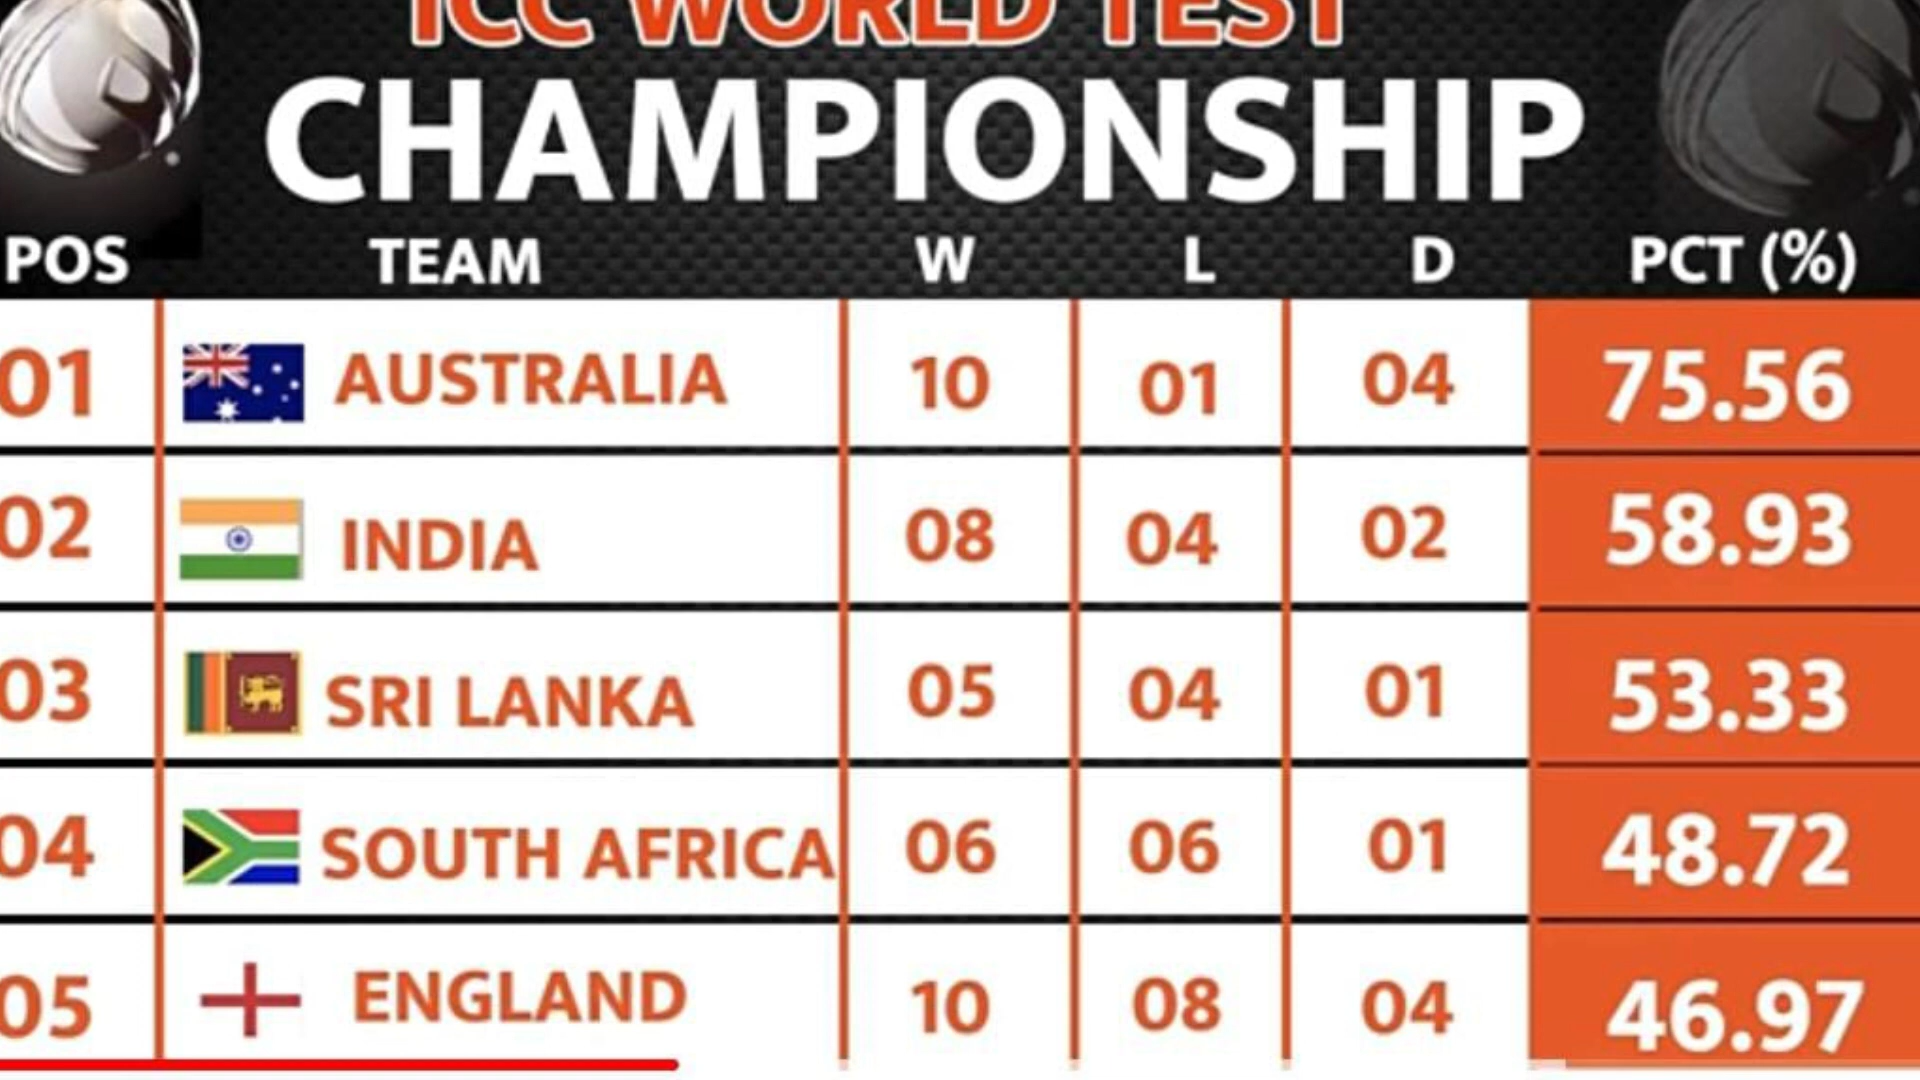 ICC WORLD TEST
CHAMPIONSHIP
POS TEAM W L D PCT (%)
01 AUSTRALIA 10 01 04 75.56
02 INDIA 08 04 02 58.93
03 SRI LANKA 05 04 01 53.33
04 SOUTH AFRICA 06 06 01 48.72
05 ENGLAND 10 08 04 46.97